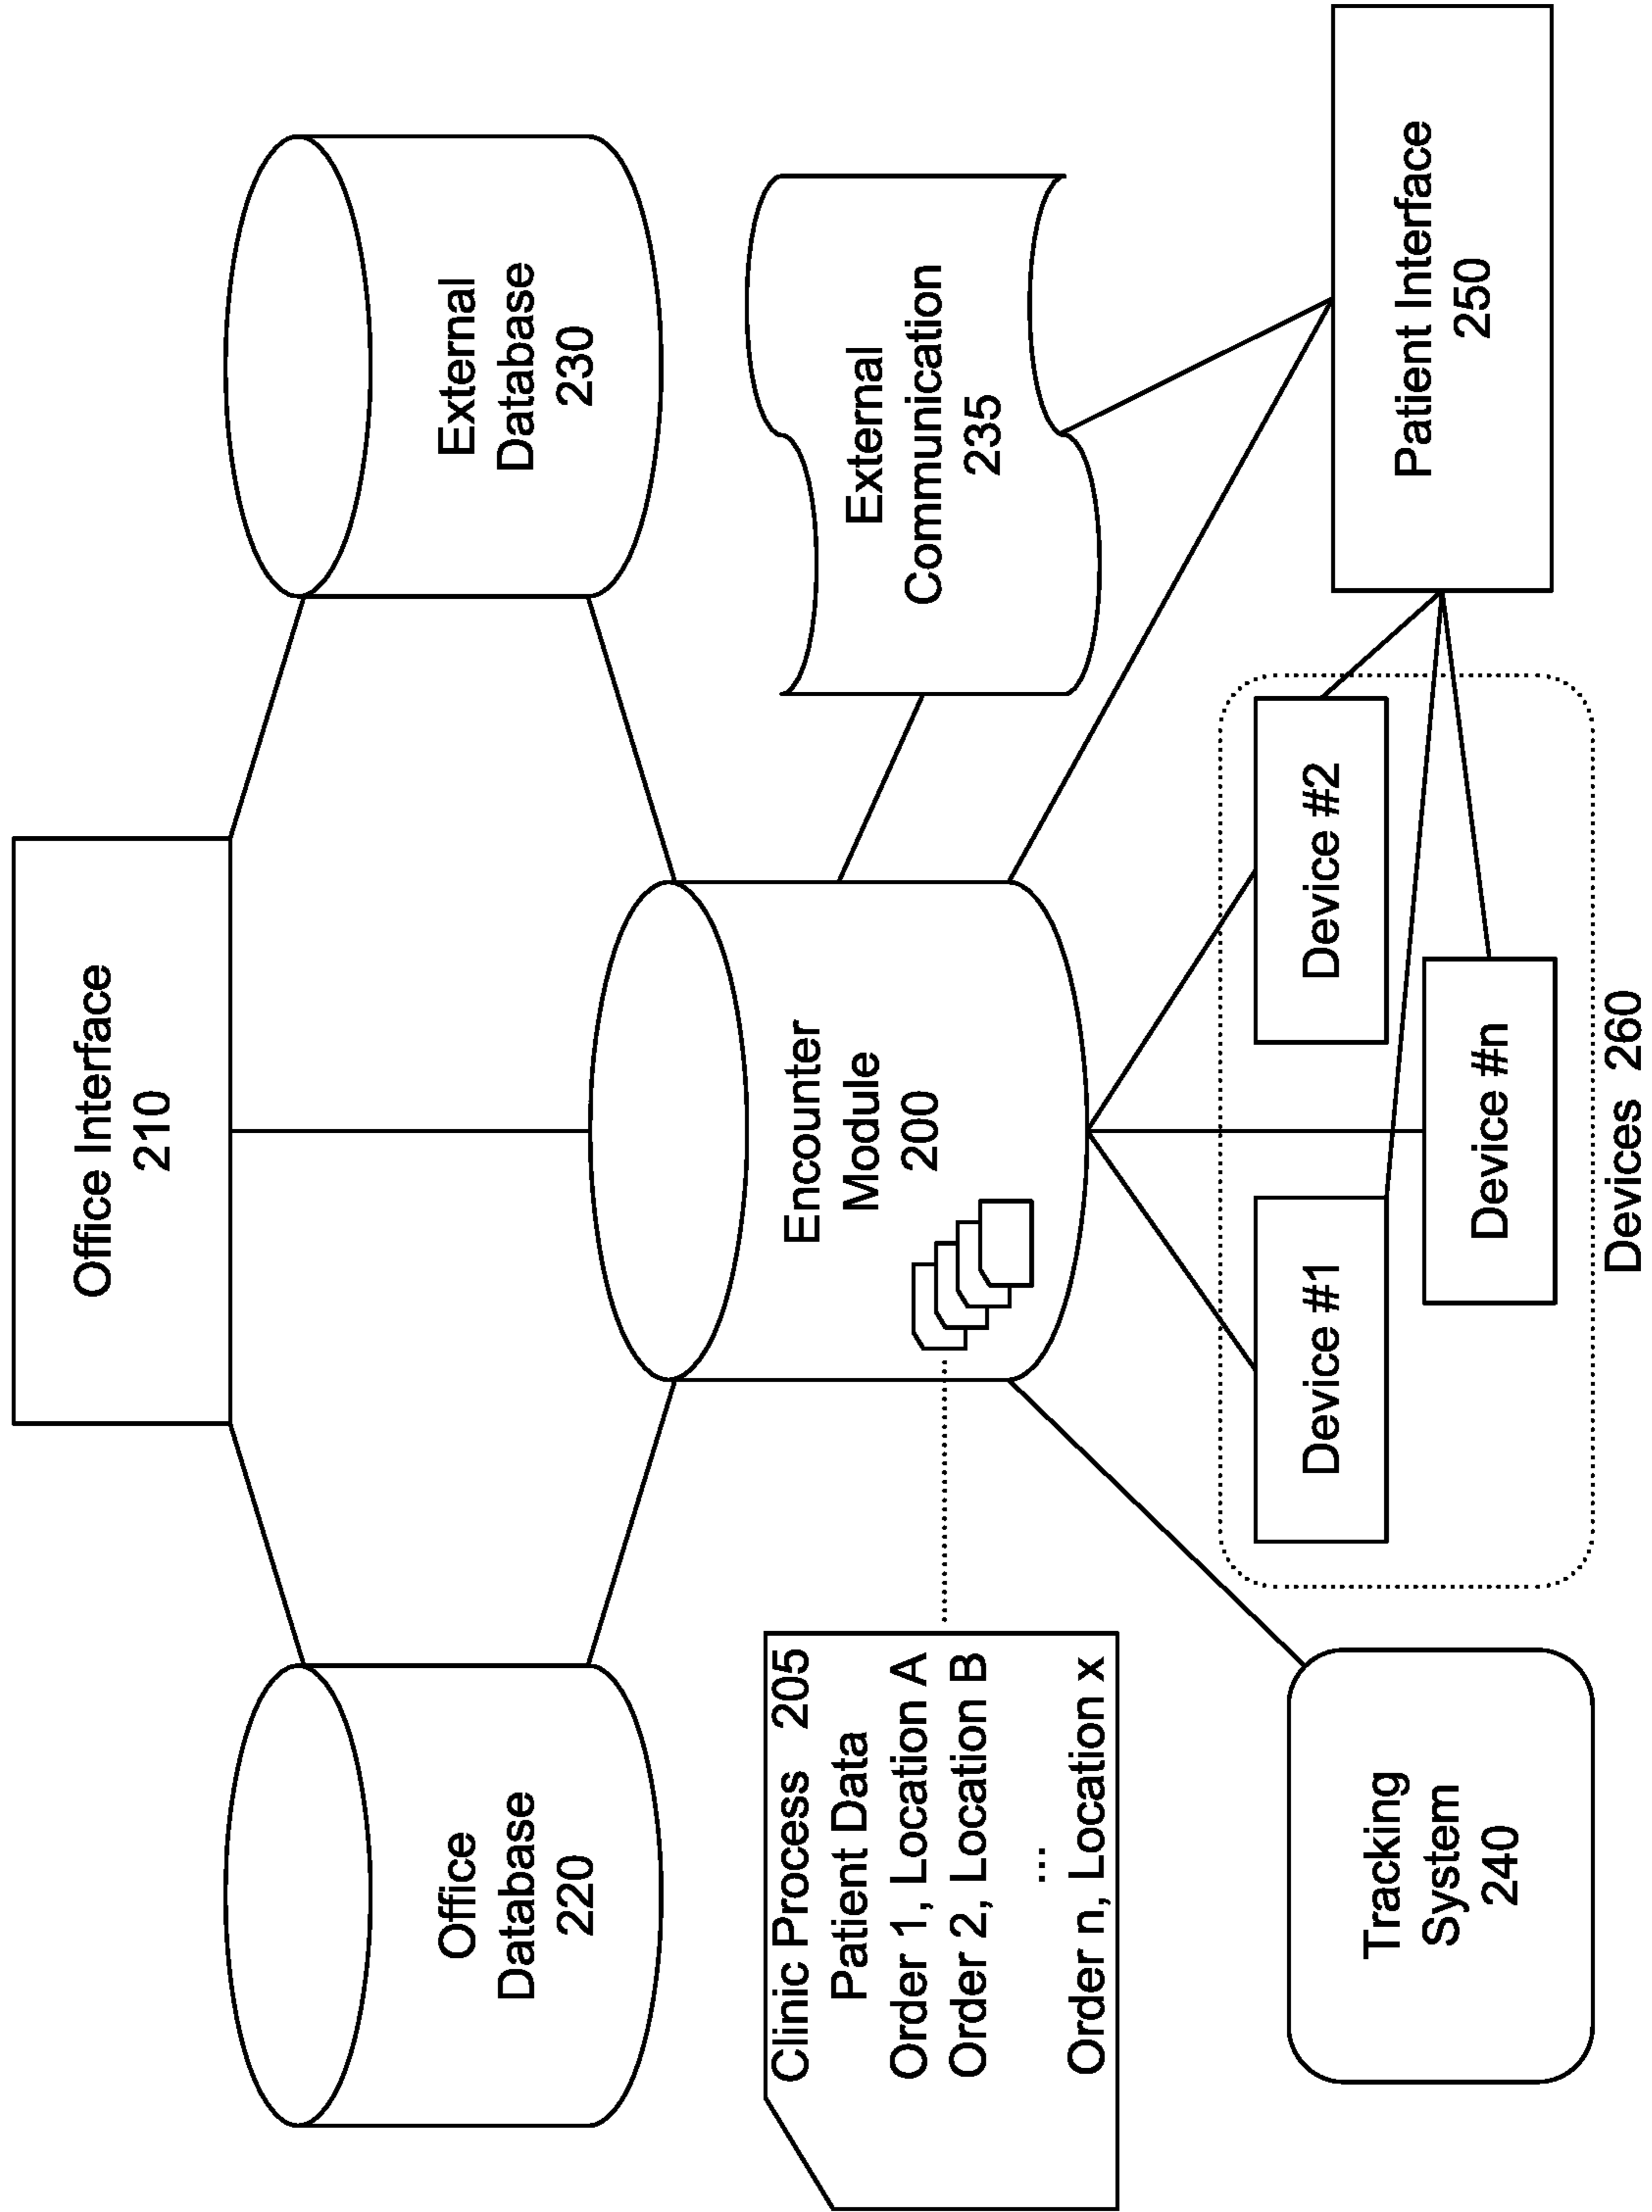 Office Interface
210
Office
Database
220
External
Database
230
Encounter
Module
200
Clinic Process 205
Patient Data
Order 1, Location A
Order 2, Location B
...
Order n, Location x
External
Communication
235
Tracking
System
240
Device #1
Device #2
Device #n
Devices 260
Patient Interface
250